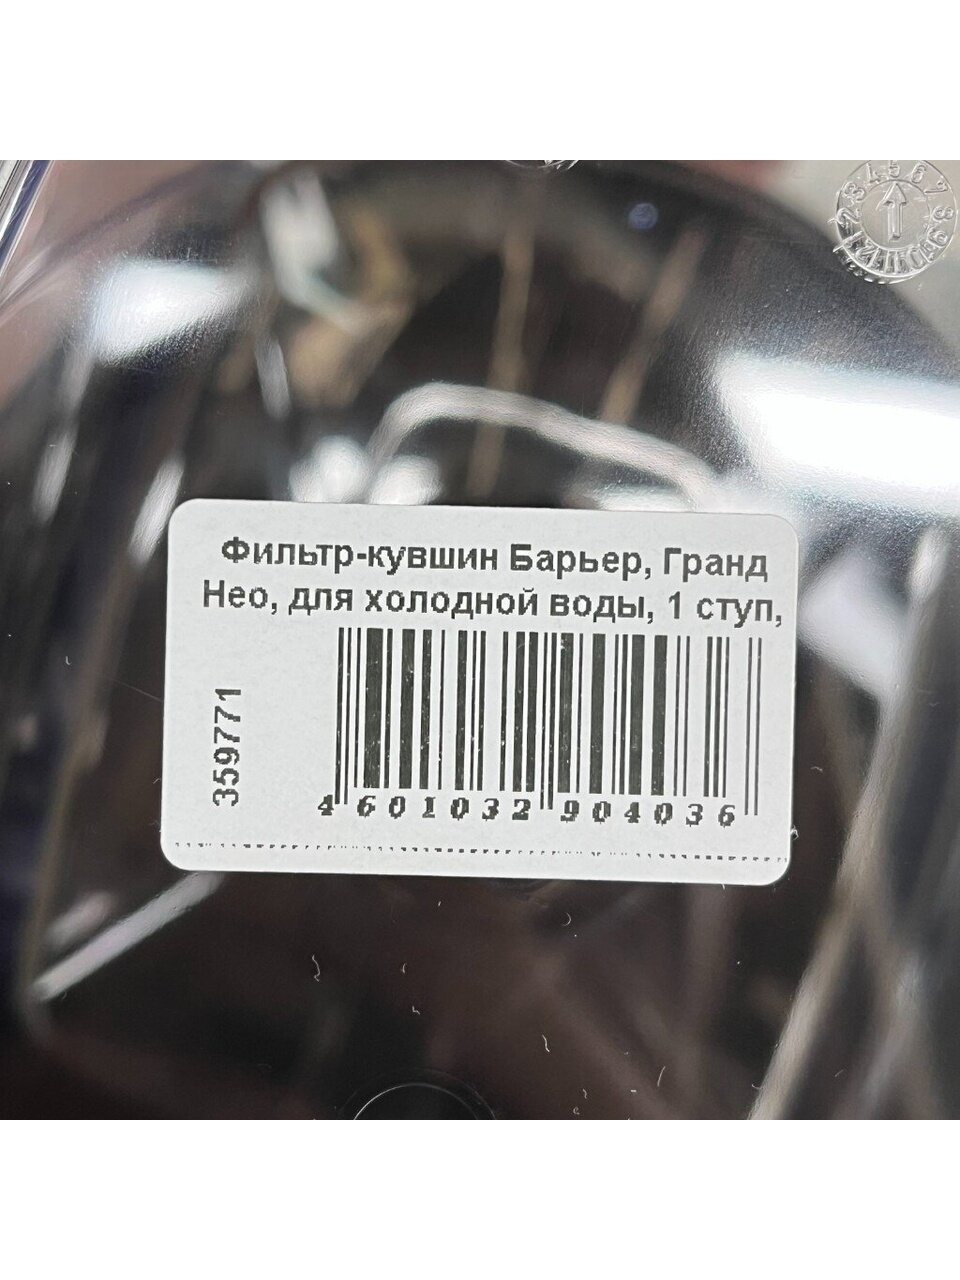 Фильтр-кувшин Барьер, Гранд
Нео, для холодной воды, 1 ступ,
359771
4 601032 904036